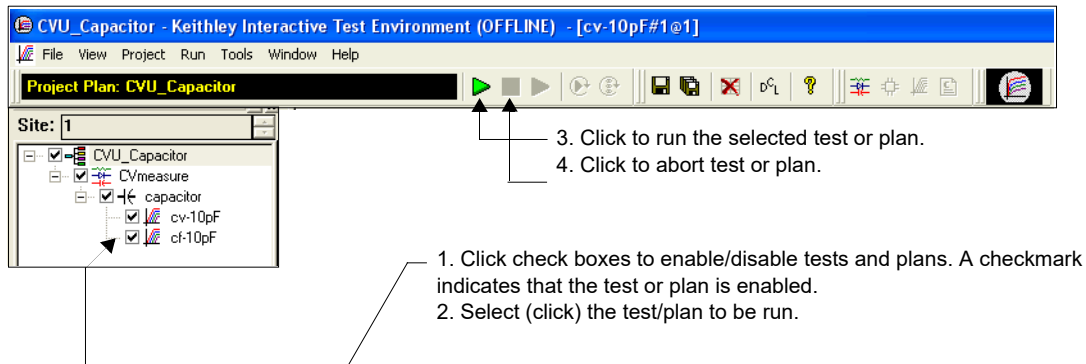 CVU_Capacitor - Keithley Interactive Test Environment (OFFLINE) - [cv-10pF#1@1]
File View Project Run Tools Window Help
Project Plan: CVU_Capacitor
Site: 1
CVU_Capacitor
CVmeasure
capacitor
cv-10pF
cf-10pF
3. Click to run the selected test or plan.
4. Click to abort test or plan.
1. Click check boxes to enable/disable tests and plans. A checkmark
indicates that the test or plan is enabled.
2. Select (click) the test/plan to be run.